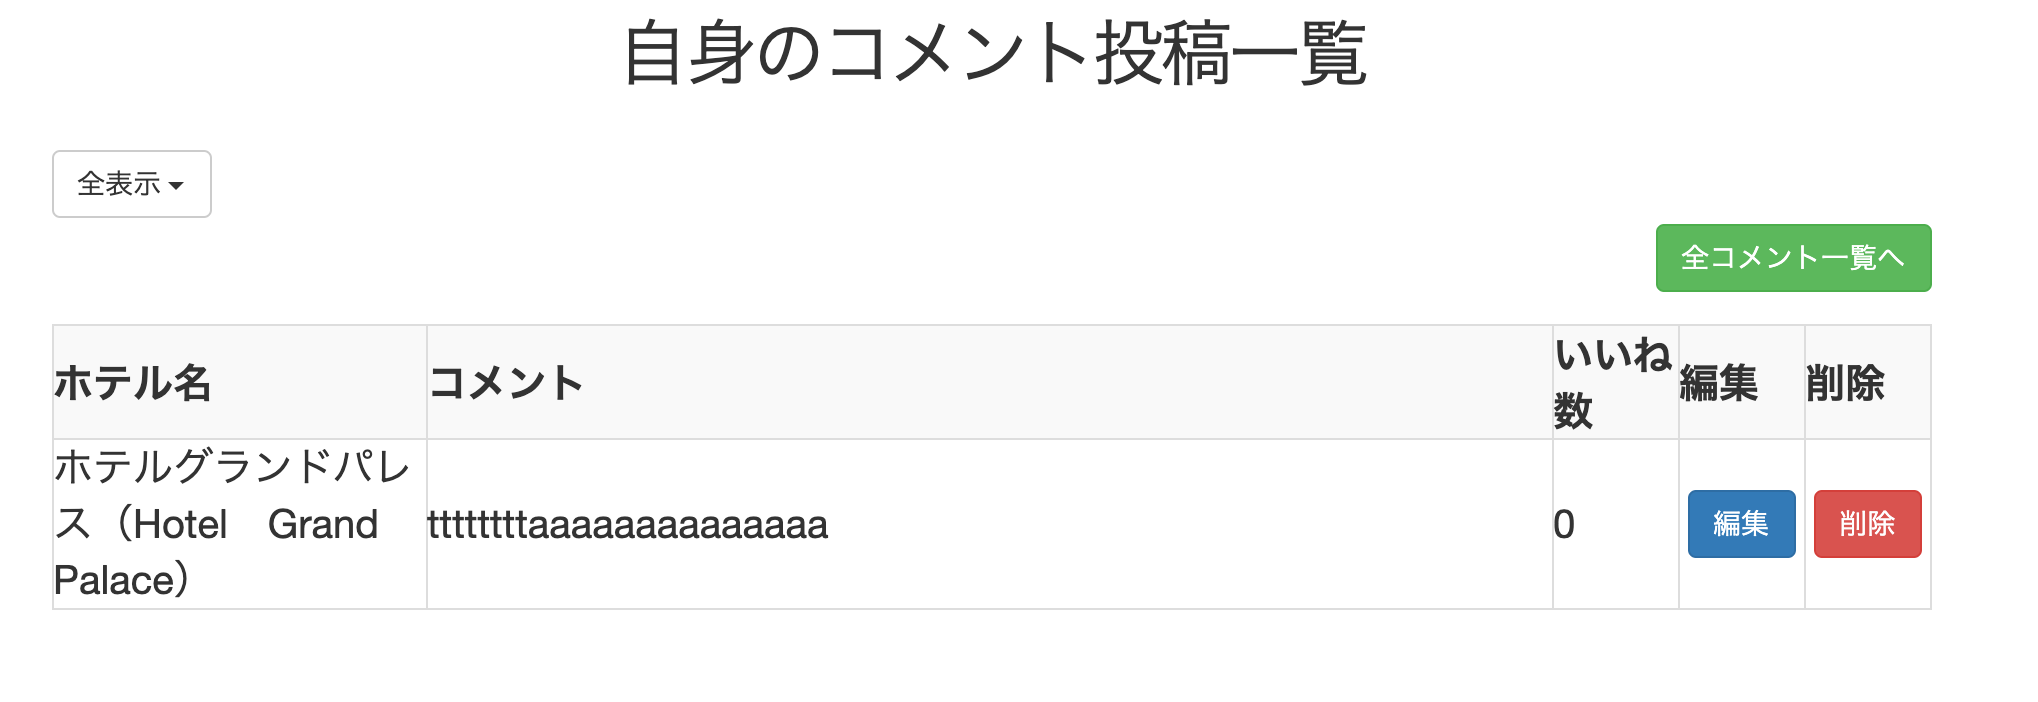 自身のコメント投稿一覧
全表示
全コメント一覧へ
ホテル名 コメント いいね数 編集 削除
ホテルグランドパレ
ス（Hotel　Grand
Palace）
ttttttttaaaaaaaaaaaaaa
0
編集
削除